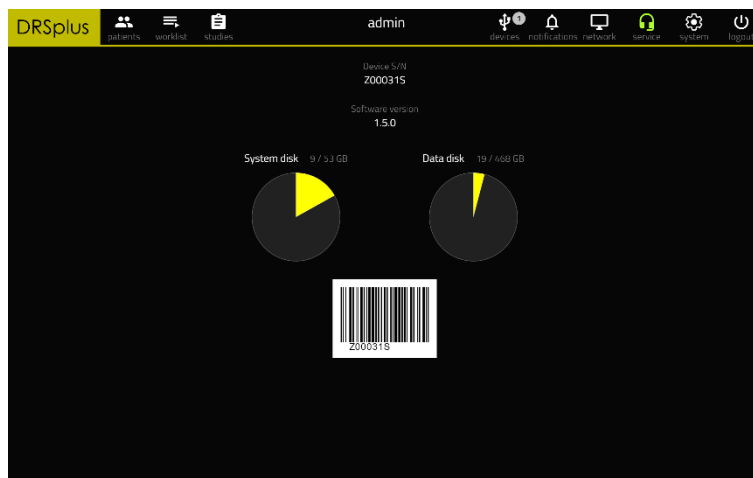 DRSplus patients worklist studies admin devices 1 notifications network service system logout
Device S/N
Z00031S
Software version
1.5.0
System disk 9 / 53 GB Data disk 19 / 468 GB
Z00031S